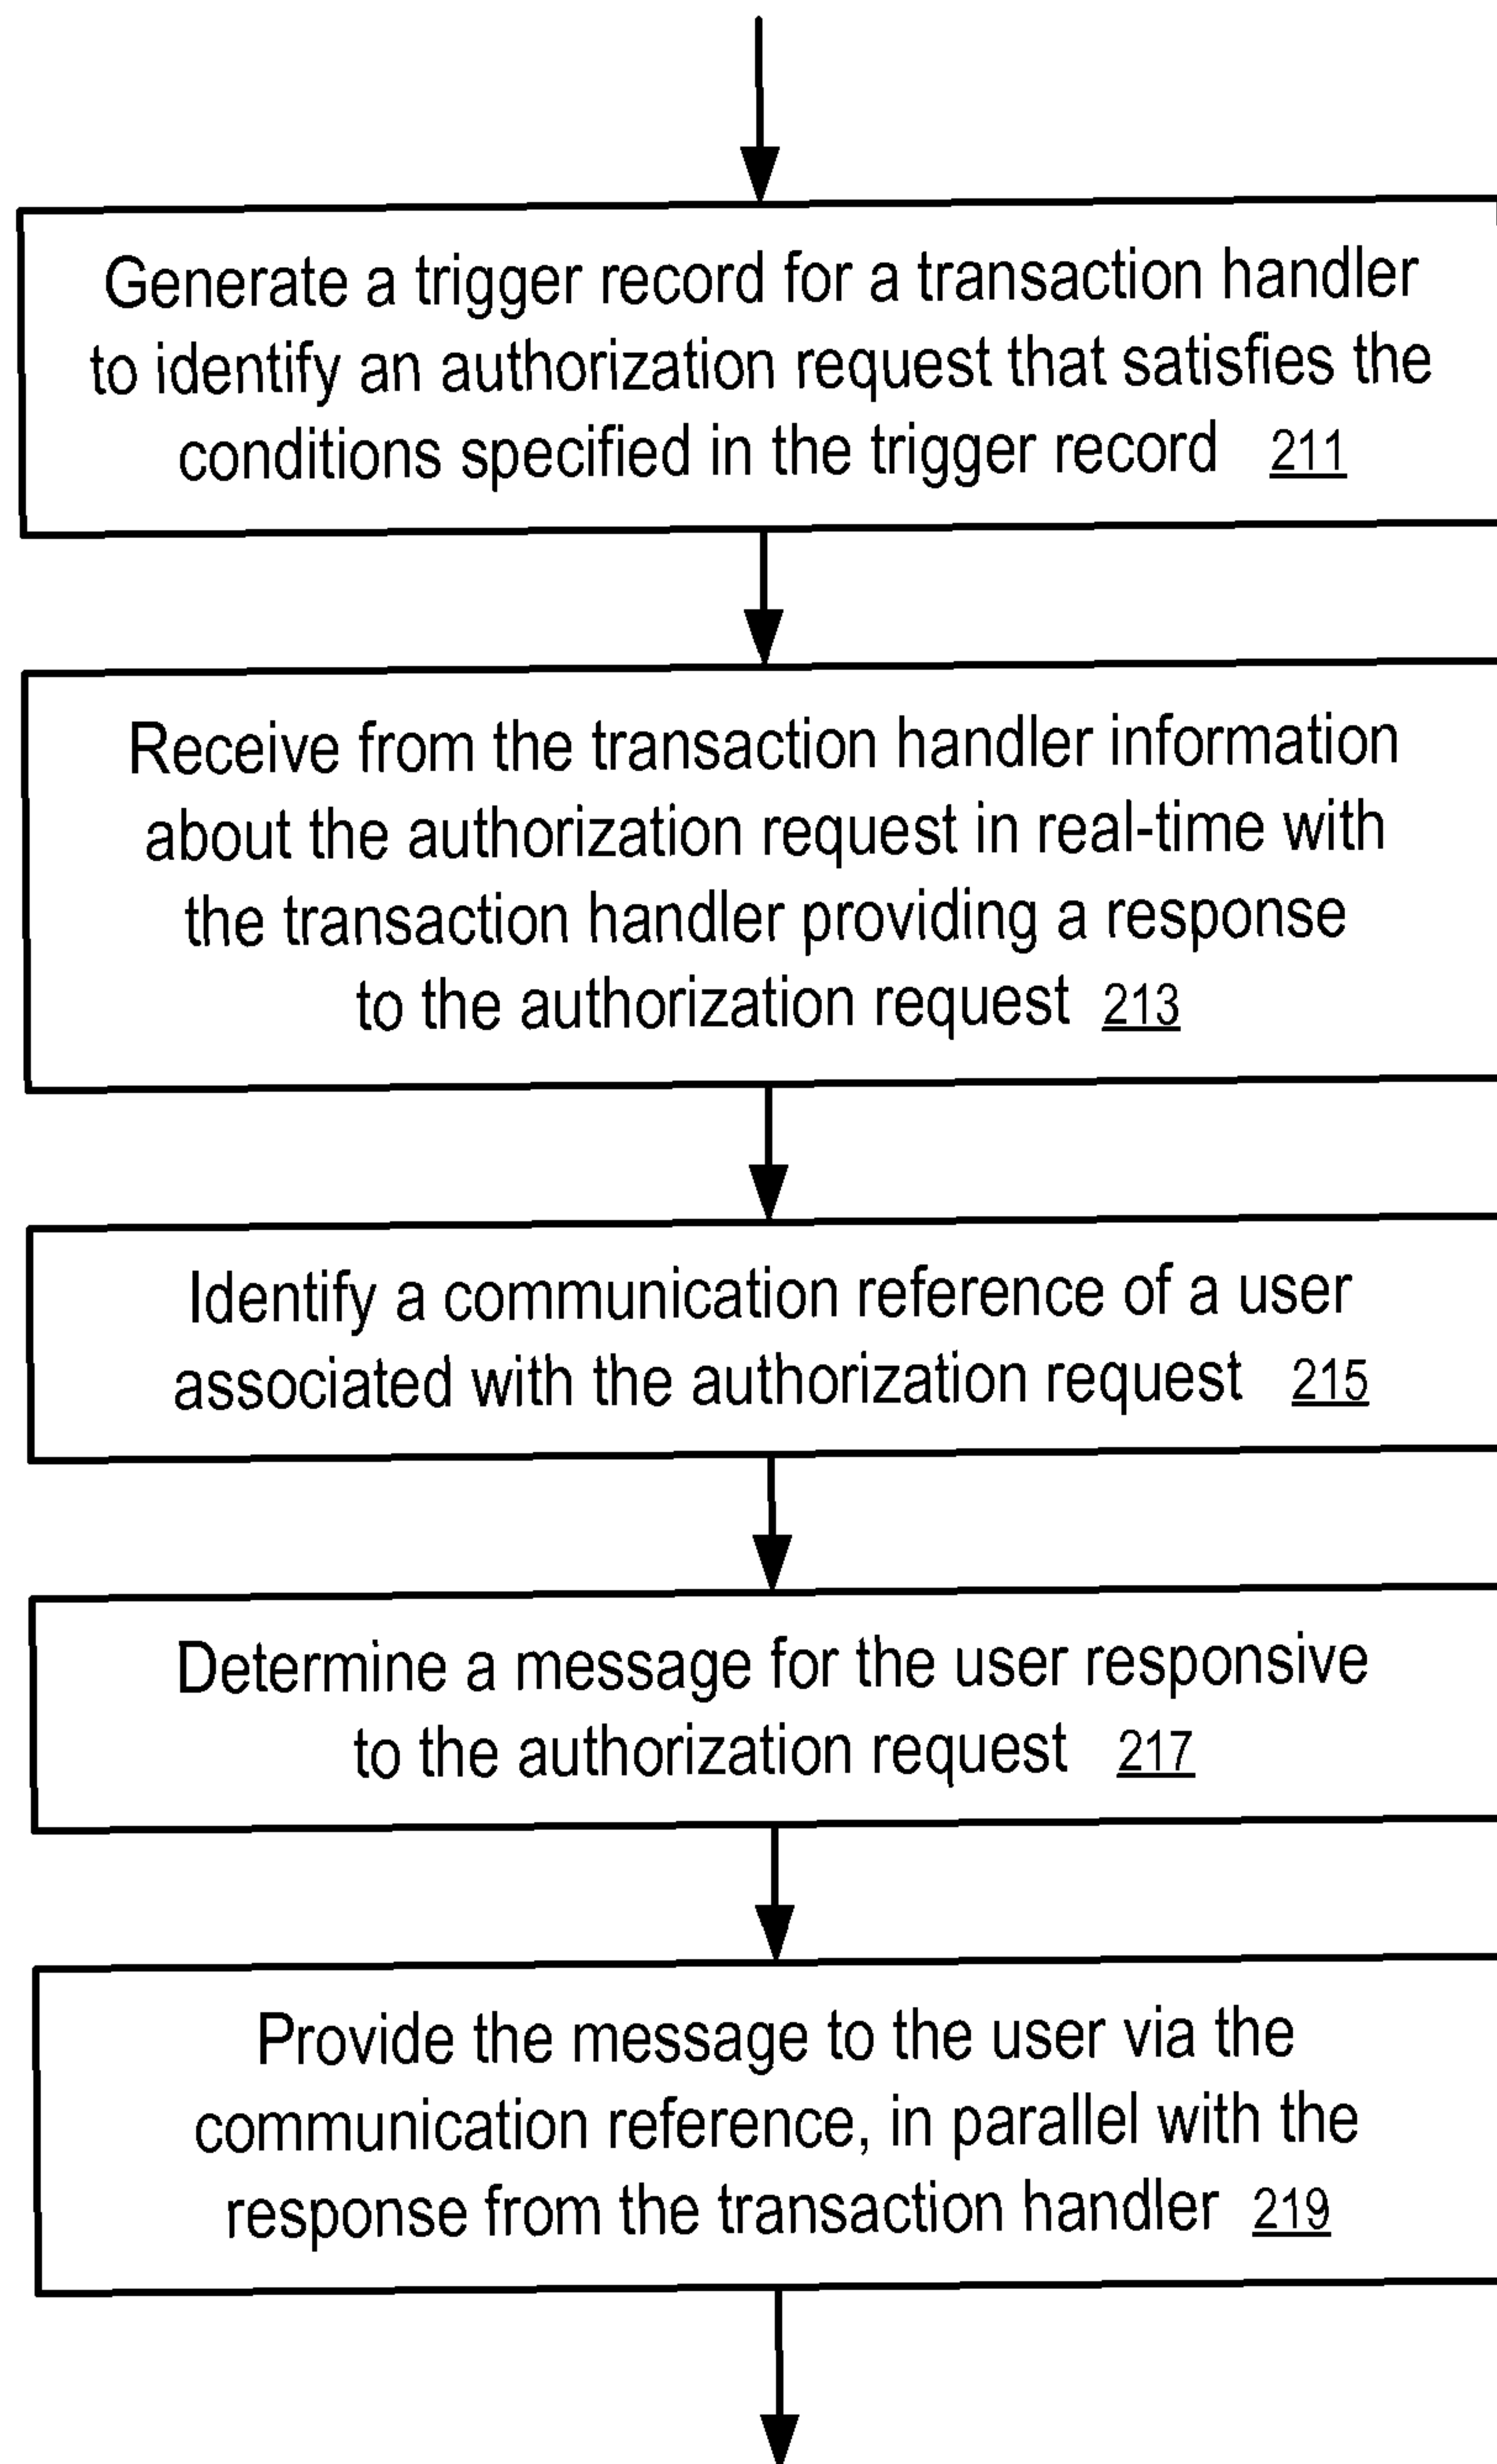 Generate a trigger record for a transaction handler
to identify an authorization request that satisfies the
conditions specified in the trigger record 211
Receive from the transaction handler information
about the authorization request in real-time with
the transaction handler providing a response
to the authorization request 213
Identify a communication reference of a user
associated with the authorization request 215
Determine a message for the user responsive
to the authorization request 217
Provide the message to the user via the
communication reference, in parallel with the
response from the transaction handler 219